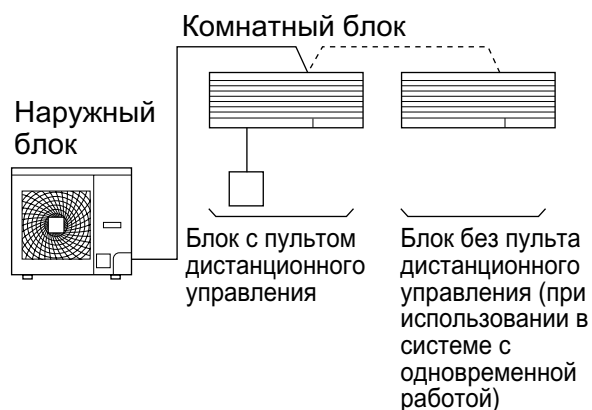 Комнатный блок
Наружный
блок
Блок с пультом
дистанционного
управления
Блок без пульта
дистанционного
управления (при
использовании в
системе с
одновременной
работой)